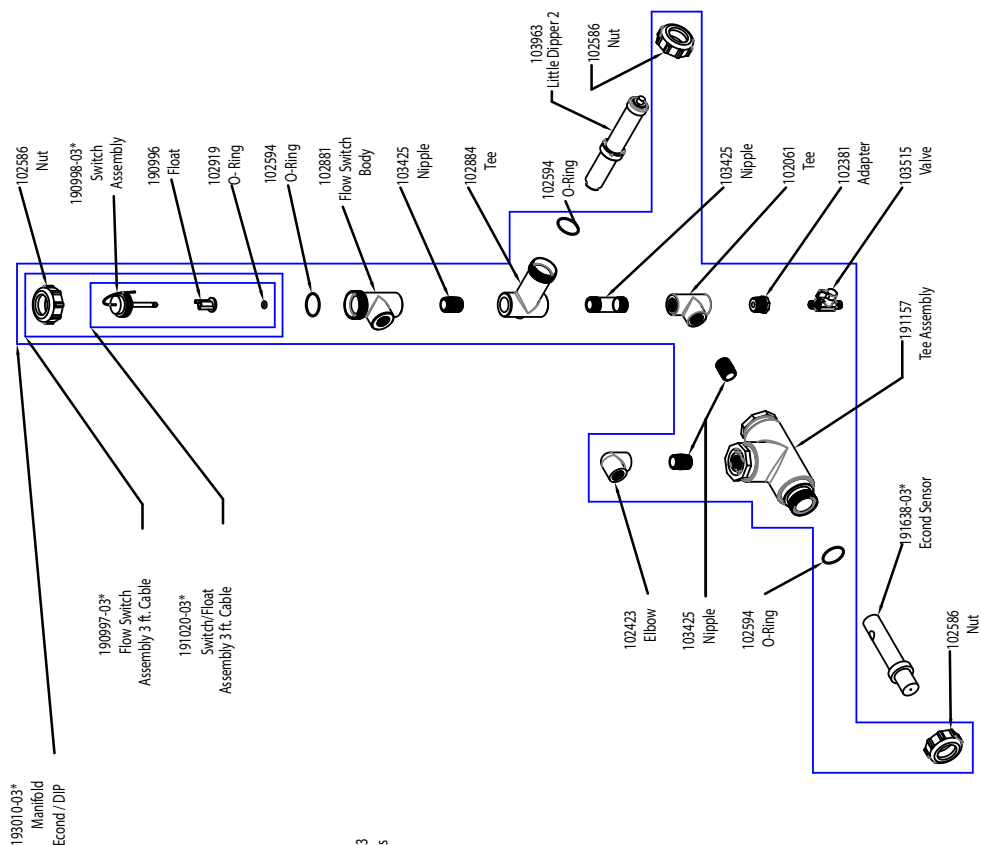 193010-03*
Manifold
Econd / DIP
190997-03*
Flow Switch
Assembly 3 ft. Cable
191020-03*
Switch/Float
Assembly 3 ft. Cable
102586
Nut
190998-03*
Switch
Assembly
190996
Float
102919
O- Ring
102594
O-Ring
102881
Flow Switch
Body
103425
Nipple
102884
Tee
102594
O-Ring
103963
Little Dipper 2
102586
Nut
103425
Nipple
102061
Tee
102381
Adapter
103515
Valve
191157
Tee Assembly
102423
Elbow
103425
Nipple
102594
O-Ring
191638-03*
Econd Sensor
102586
Nut
3
s